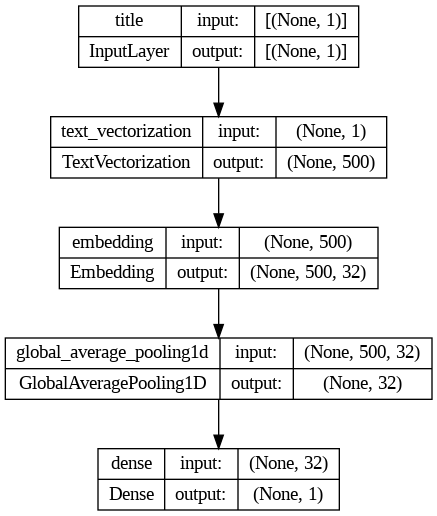 title input: [(None, 1)]
InputLayer output: [(None, 1)]
text_vectorization input: (None, 1)
TextVectorization output: (None, 500)
embedding input: (None, 500)
Embedding output: (None, 500, 32)
global_average_pooling1d input: (None, 500, 32)
GlobalAveragePooling1D output: (None, 32)
dense input: (None, 32)
Dense output: (None, 1)